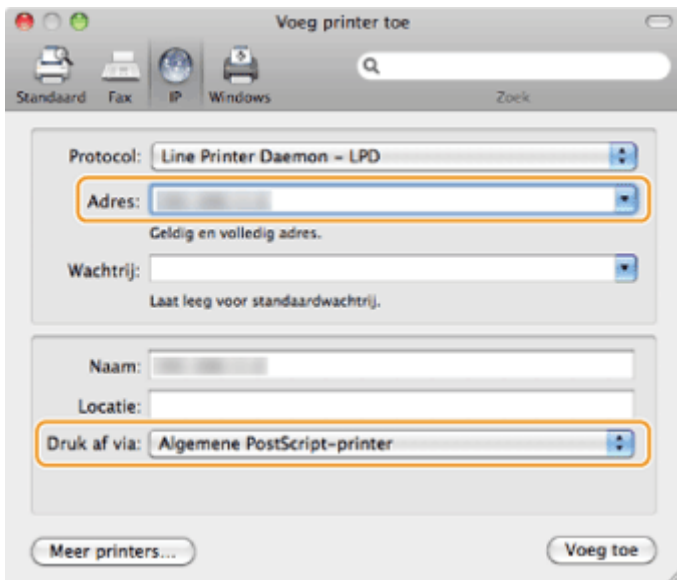 Voeg printer toe
Standaard Fax IP Windows Zoek
Protocol: Line Printer Daemon – LPD
Adres:
Geldig en volledig adres.
Wachtrij:
Laat leeg voor standaardwachtrij.
Naam:
Locatie:
Druk af via: Algemene PostScript-printer
Meer printers... Voeg toe